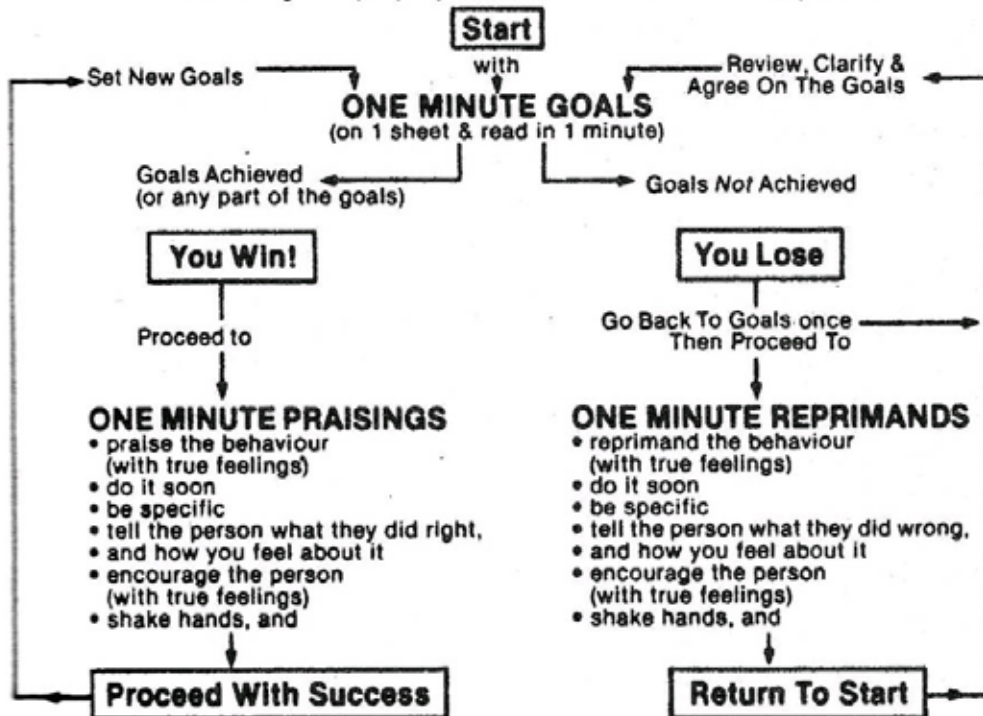 Start
with
Set New Goals
Review, Clarify &
Agree On The Goals
ONE MINUTE GOALS
(on 1 sheet & read in 1 minute)
Goals Achieved
(or any part of the goals)
Goals Not Achieved
You Win!
You Lose
Proceed to
Go Back To Goals once
Then Proceed To
ONE MINUTE PRAISINGS
• praise the behaviour
(with true feelings)
• do it soon
• be specific
• tell the person what they did right,
• and how you feel about it
• encourage the person
(with true feelings)
• shake hands, and
Proceed With Success
ONE MINUTE REPRIMANDS
• reprimand the behaviour
(with true feelings)
• do it soon
• be specific
• tell the person what they did wrong,
• and how you feel about it
• encourage the person
(with true feelings)
• shake hands, and
Return To Start